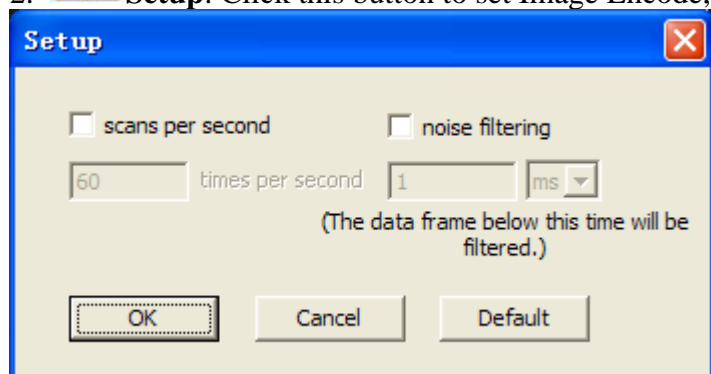 2. Setup: Click this button to set Image Encode,
Setup
scans per second noise filtering
60 times per second 1 ms
(The data frame below this time will be
filtered.)
OK Cancel Default